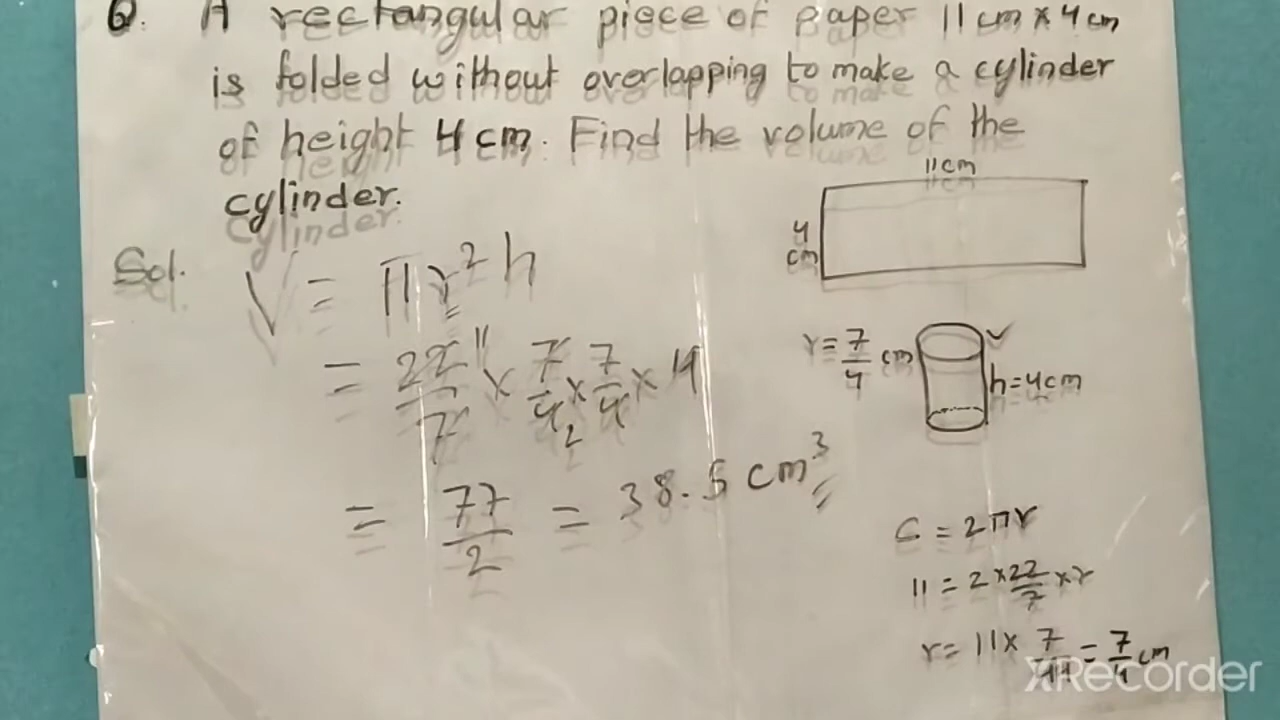 Q. A rectangular piece of paper 11 cm × 4 cm
is folded without overlapping to make a cylinder
of height 4 cm. Find the volume of the
cylinder.
11 cm
4
cm
Sol. V = πr²h
= 22/7 × 7/4 × 7/4 × 4
11
2
= 77/2 = 38.5 cm³
r = 7/4 cm
h = 4cm
C = 2πr
11 = 2 × 22/7 × r
r = 11 × 7/44 = 7/4 cm
XRecorder